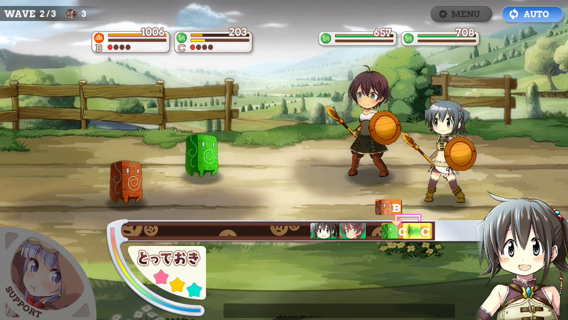 WAVE 2/3
3
MENU
AUTO
1006
B
203
C
657
708
B
C
C
とっておき
SUPPORT